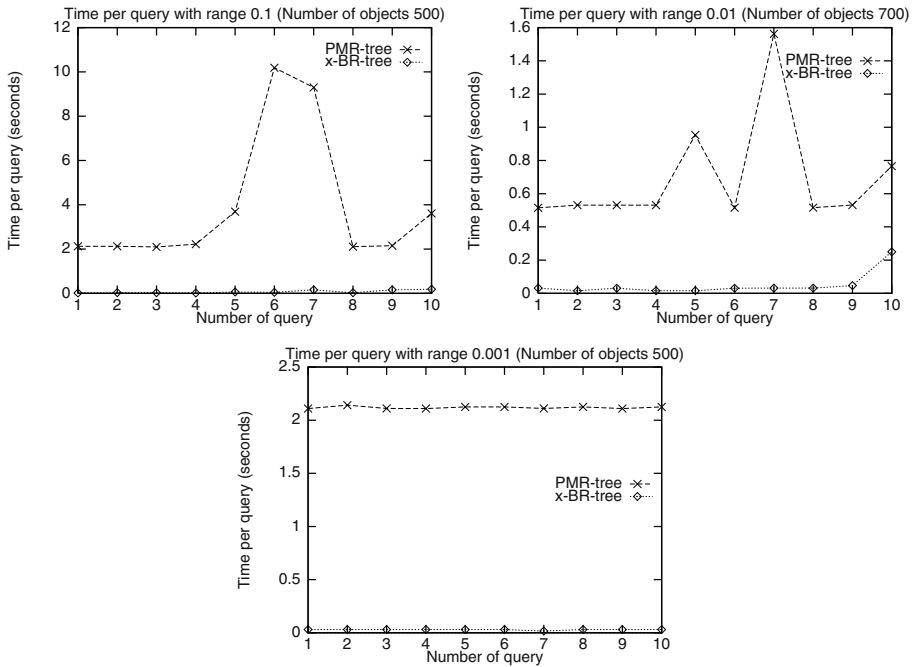 Time per query with range 0.1 (Number of objects 500)
12
10
8
6
4
2
0
Time per query (seconds)
PMR-tree
x-BR-tree
1 2 3 4 5 6 7 8 9 10
Number of query
Time per query with range 0.01 (Number of objects 700)
1.6
1.4
1.2
1
0.8
0.6
0.4
0.2
0
Time per query (seconds)
PMR-tree
x-BR-tree
1 2 3 4 5 6 7 8 9 10
Number of query
Time per query with range 0.001 (Number of objects 500)
2.5
2
1.5
1
0.5
0
Time per query (seconds)
PMR-tree
x-BR-tree
1 2 3 4 5 6 7 8 9 10
Number of query